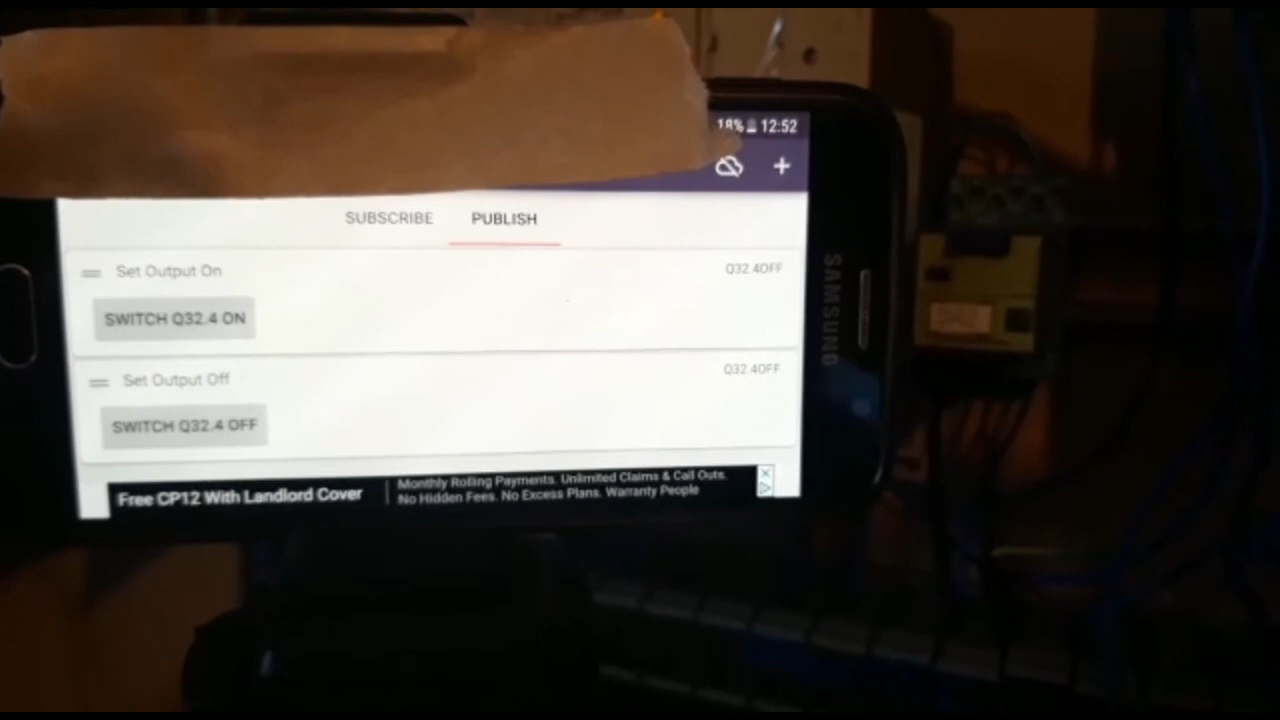 18% 12:52
SUBSCRIBE PUBLISH
Set Output On Q32.4OFF
SWITCH Q32.4 ON
Set Output Off Q32.4OFF
SWITCH Q32.4 OFF
Free CP12 With Landlord Cover
Monthly Rolling Payments. Unlimited Claims & Call Outs.
No Hidden Fees. No Excess Plans. Warranty People
SAMSUNG